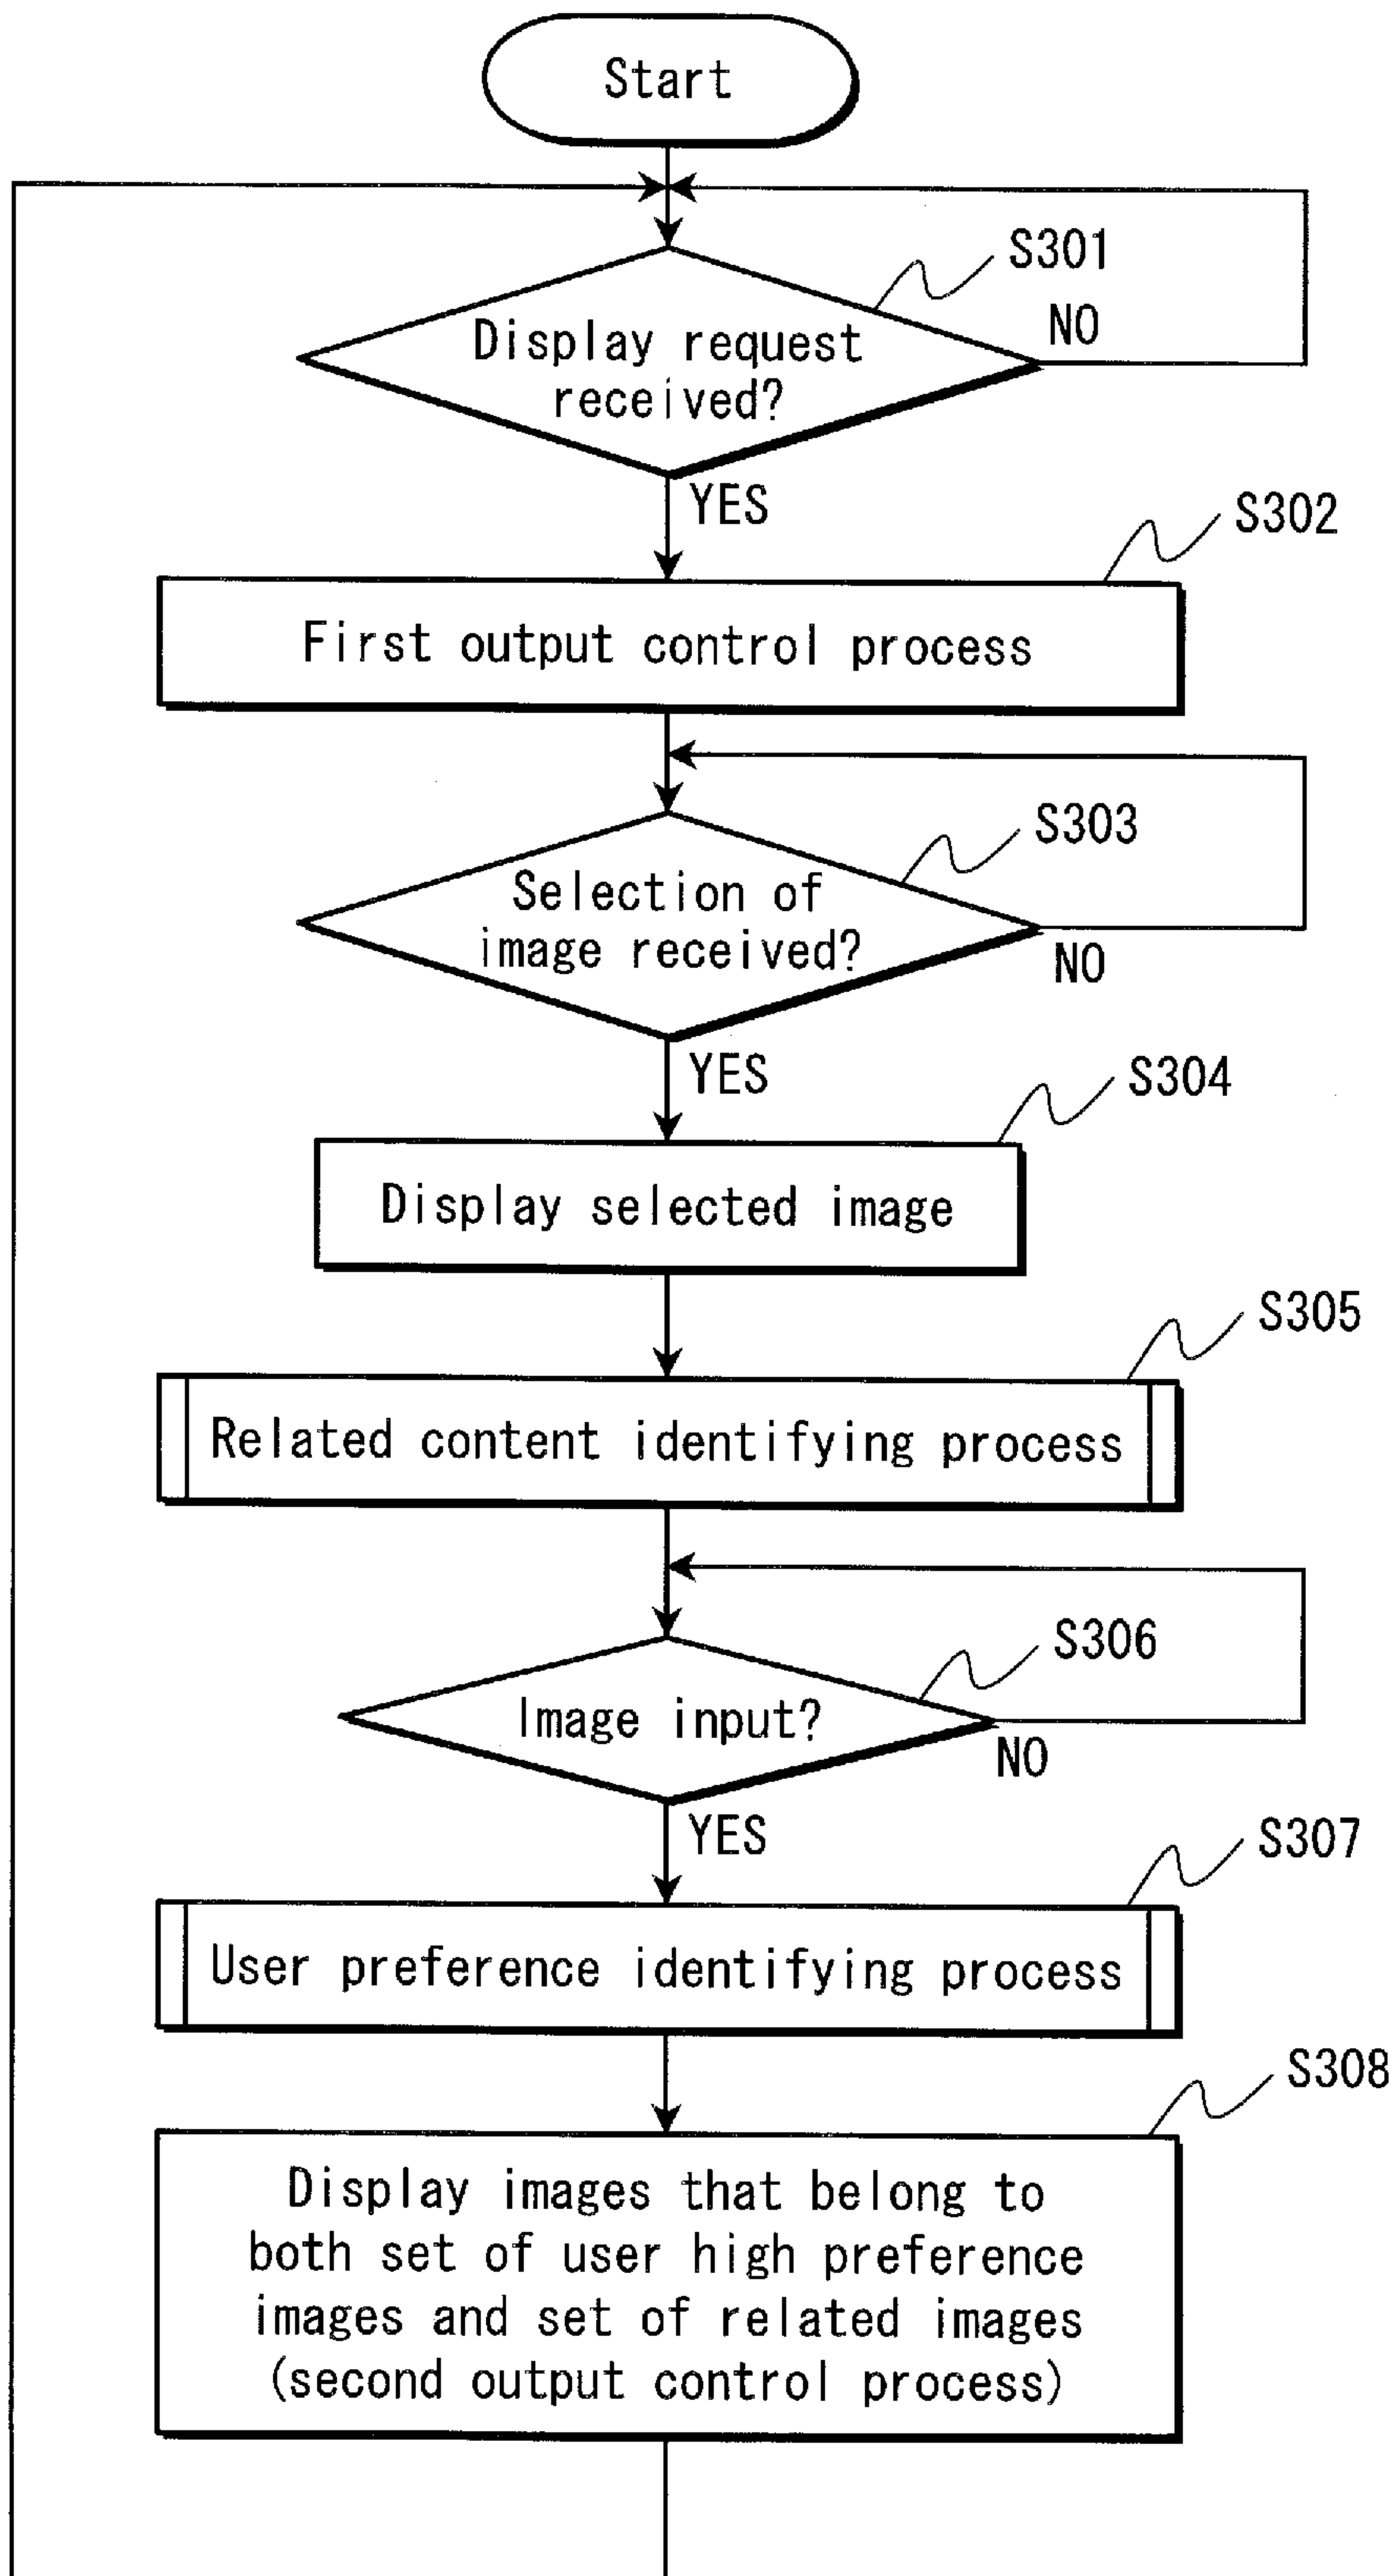 Start
S301
Display request
received?
NO
YES
S302
First output control process
S303
Selection of
image received?
NO
YES
S304
Display selected image
S305
Related content identifying process
S306
Image input?
NO
YES
S307
User preference identifying process
S308
Display images that belong to
both set of user high preference
images and set of related images
(second output control process)